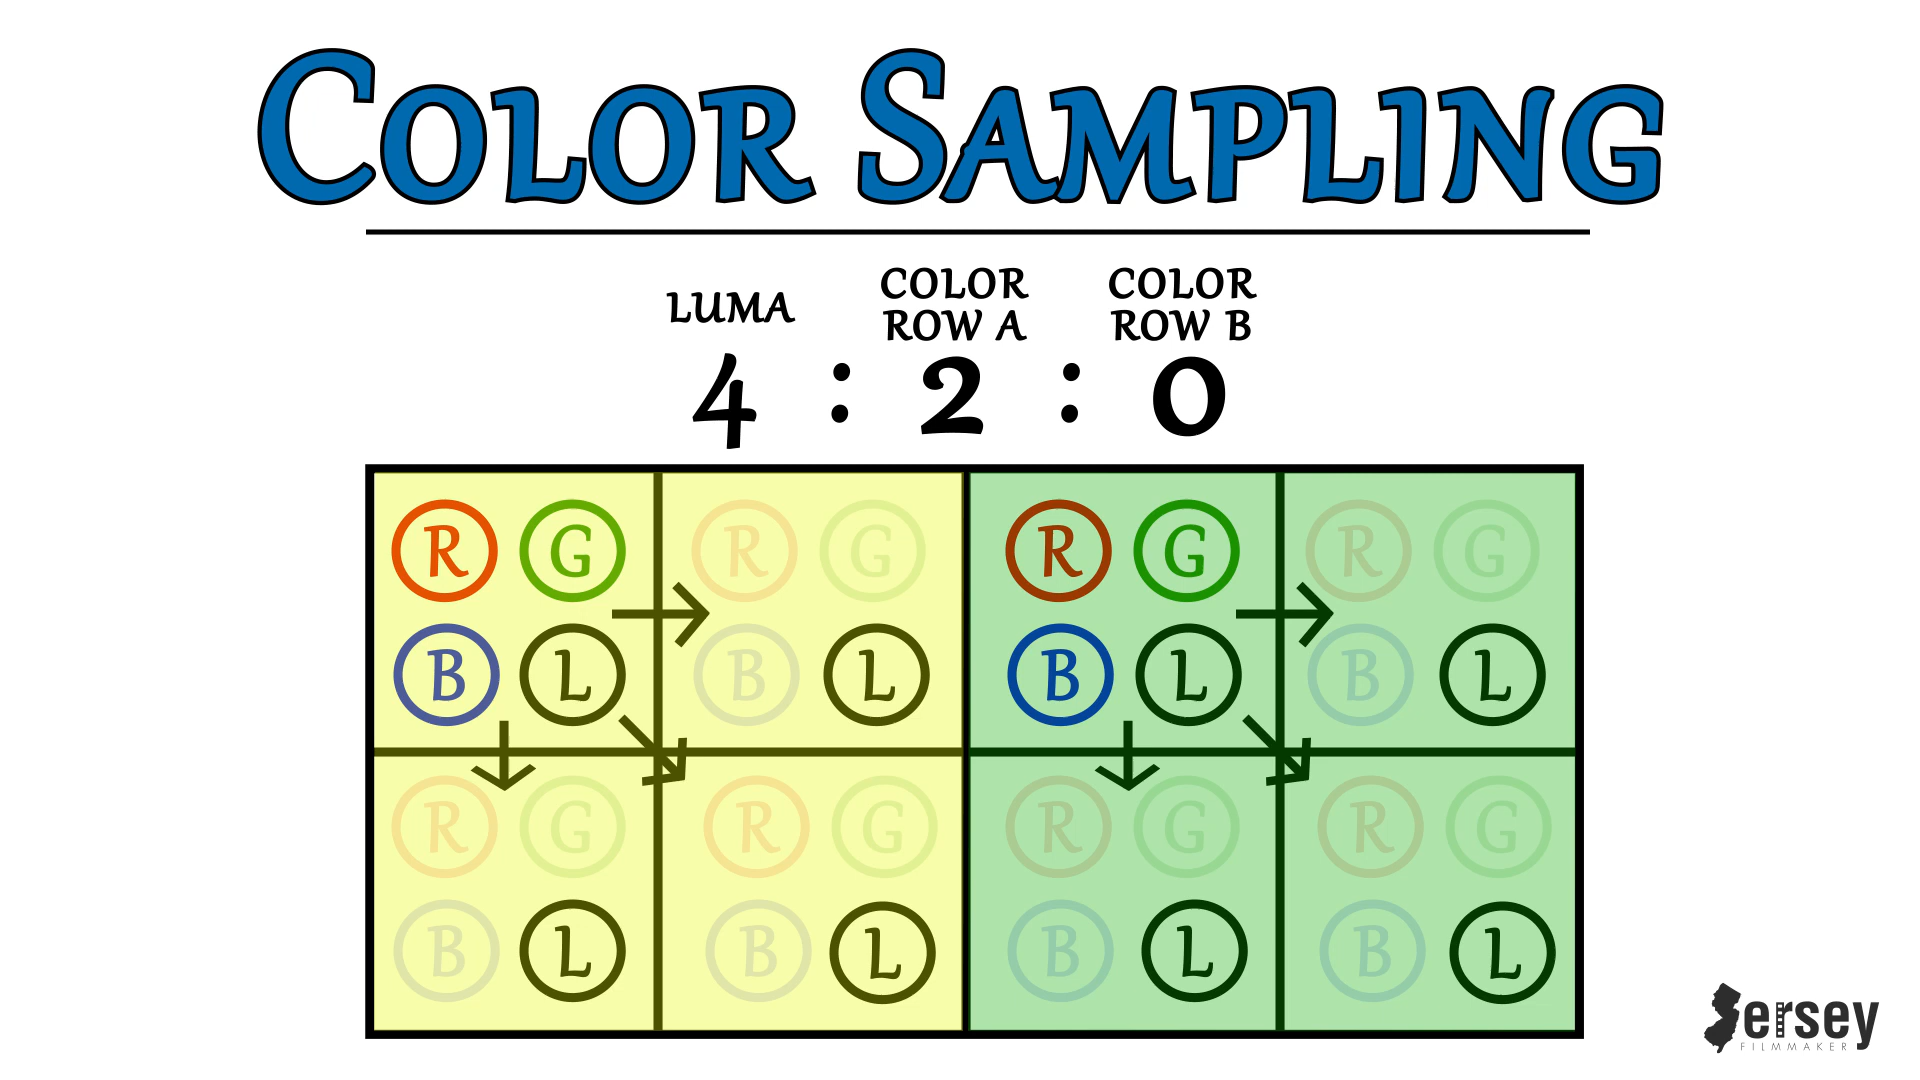 COLOR SAMPLING
LUMA
COLOR
ROW A
COLOR
ROW B
4 : 2 : 0
R G R G R G R G
B L B L B L B L
R G R G R G R G
B L B L B L B L
Jersey
FILMMAKER